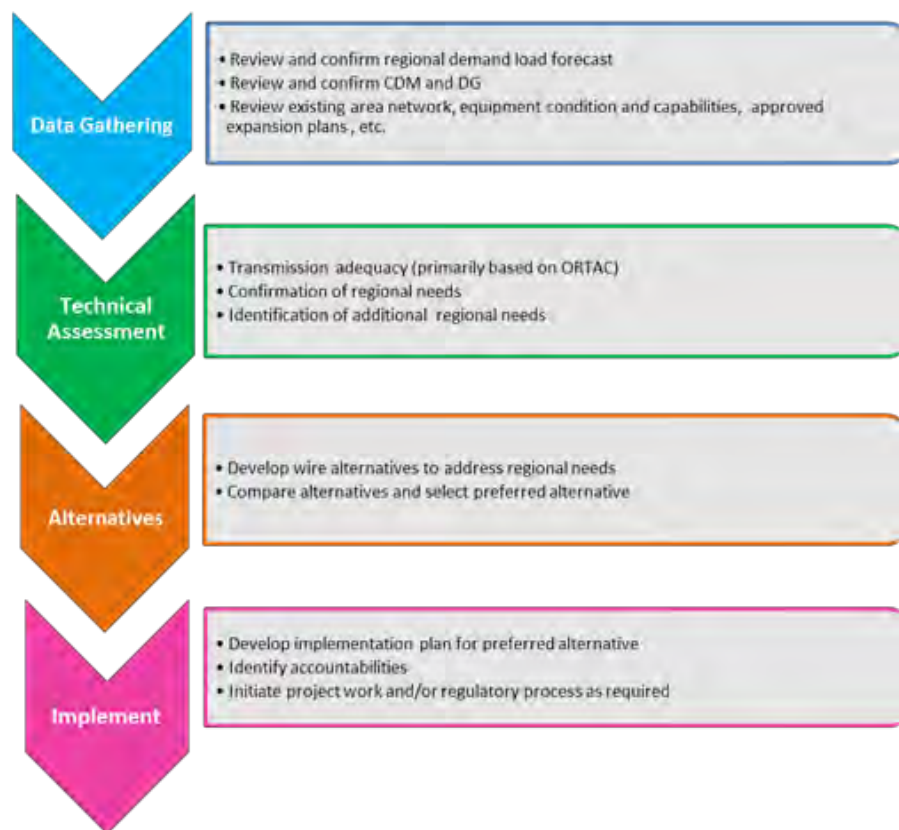 Data Gathering
• Review and confirm regional demand load forecast
• Review and confirm CDM and DG
• Review existing area network, equipment condition and capabilities, approved
expansion plans , etc.
Technical
Assessment
• Transmission adequacy (primarily based on ORTAC)
• Confirmation of regional needs
• Identification of additional regional needs
Alternatives
• Develop wire alternatives to address regional needs
• Compare alternatives and select preferred alternative
Implement
• Develop implementation plan for preferred alternative
• Identify accountabilities
• Initiate project work and/or regulatory process as required